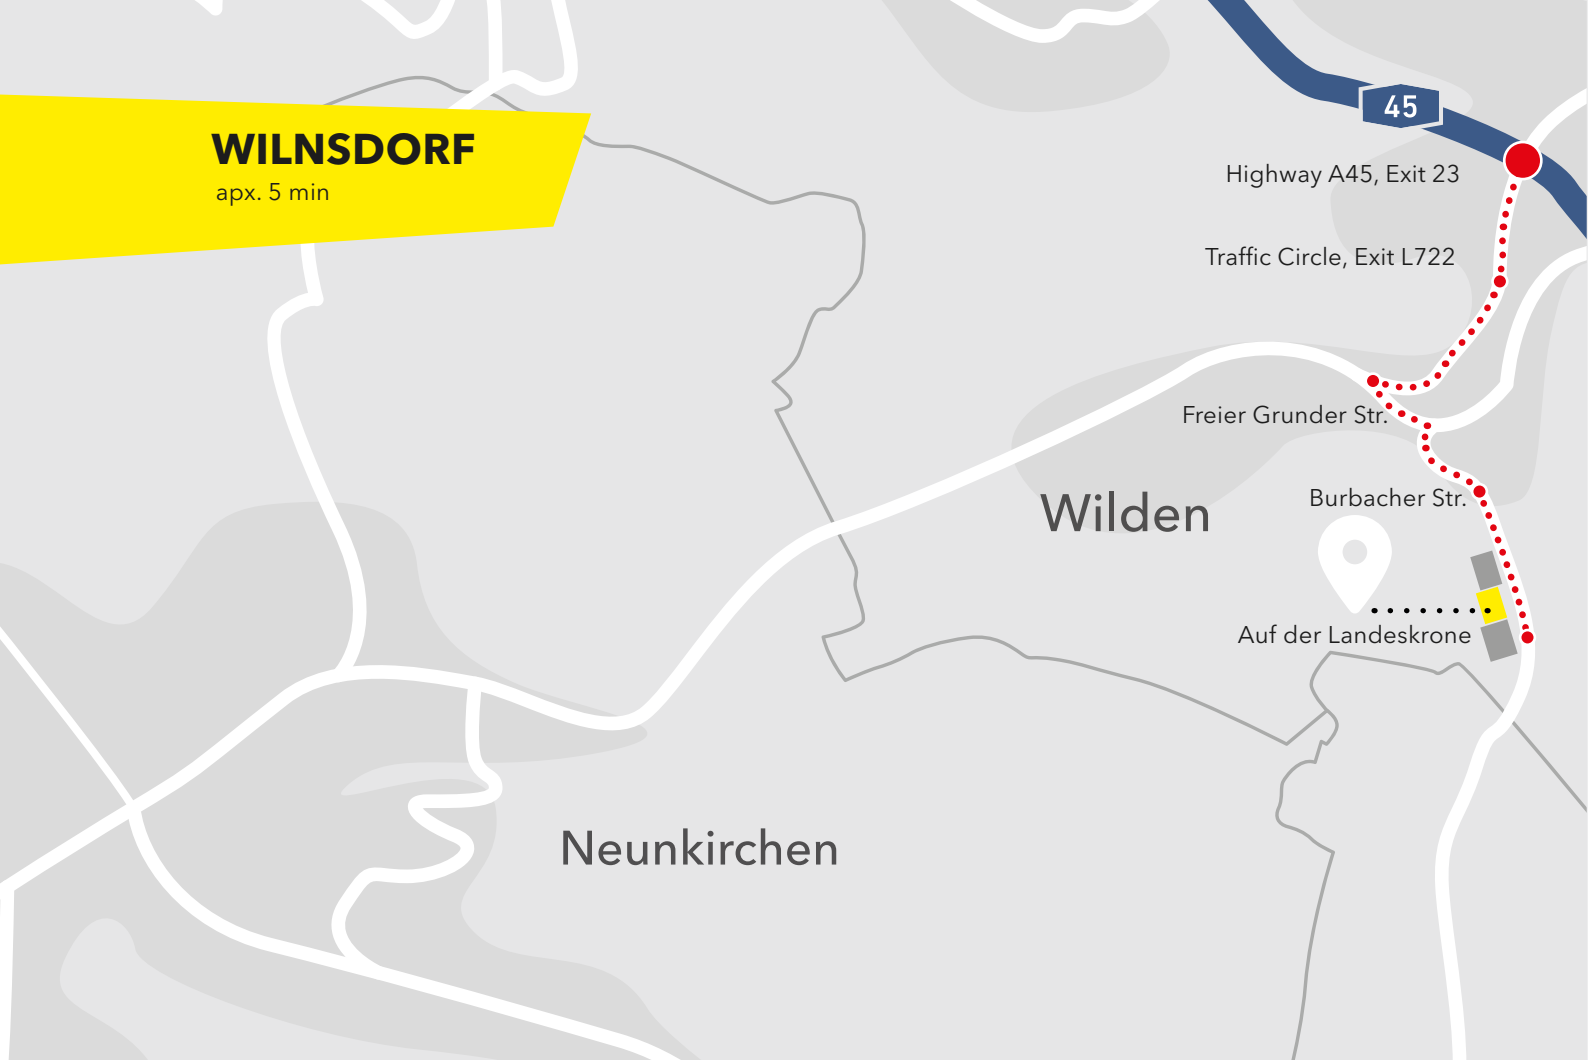 WILNSDORF
apx. 5 min
45
Highway A45, Exit 23
Traffic Circle, Exit L722
Freier Grunder Str.
Burbacher Str.
Wilden
Auf der Landeskrone
Neunkirchen